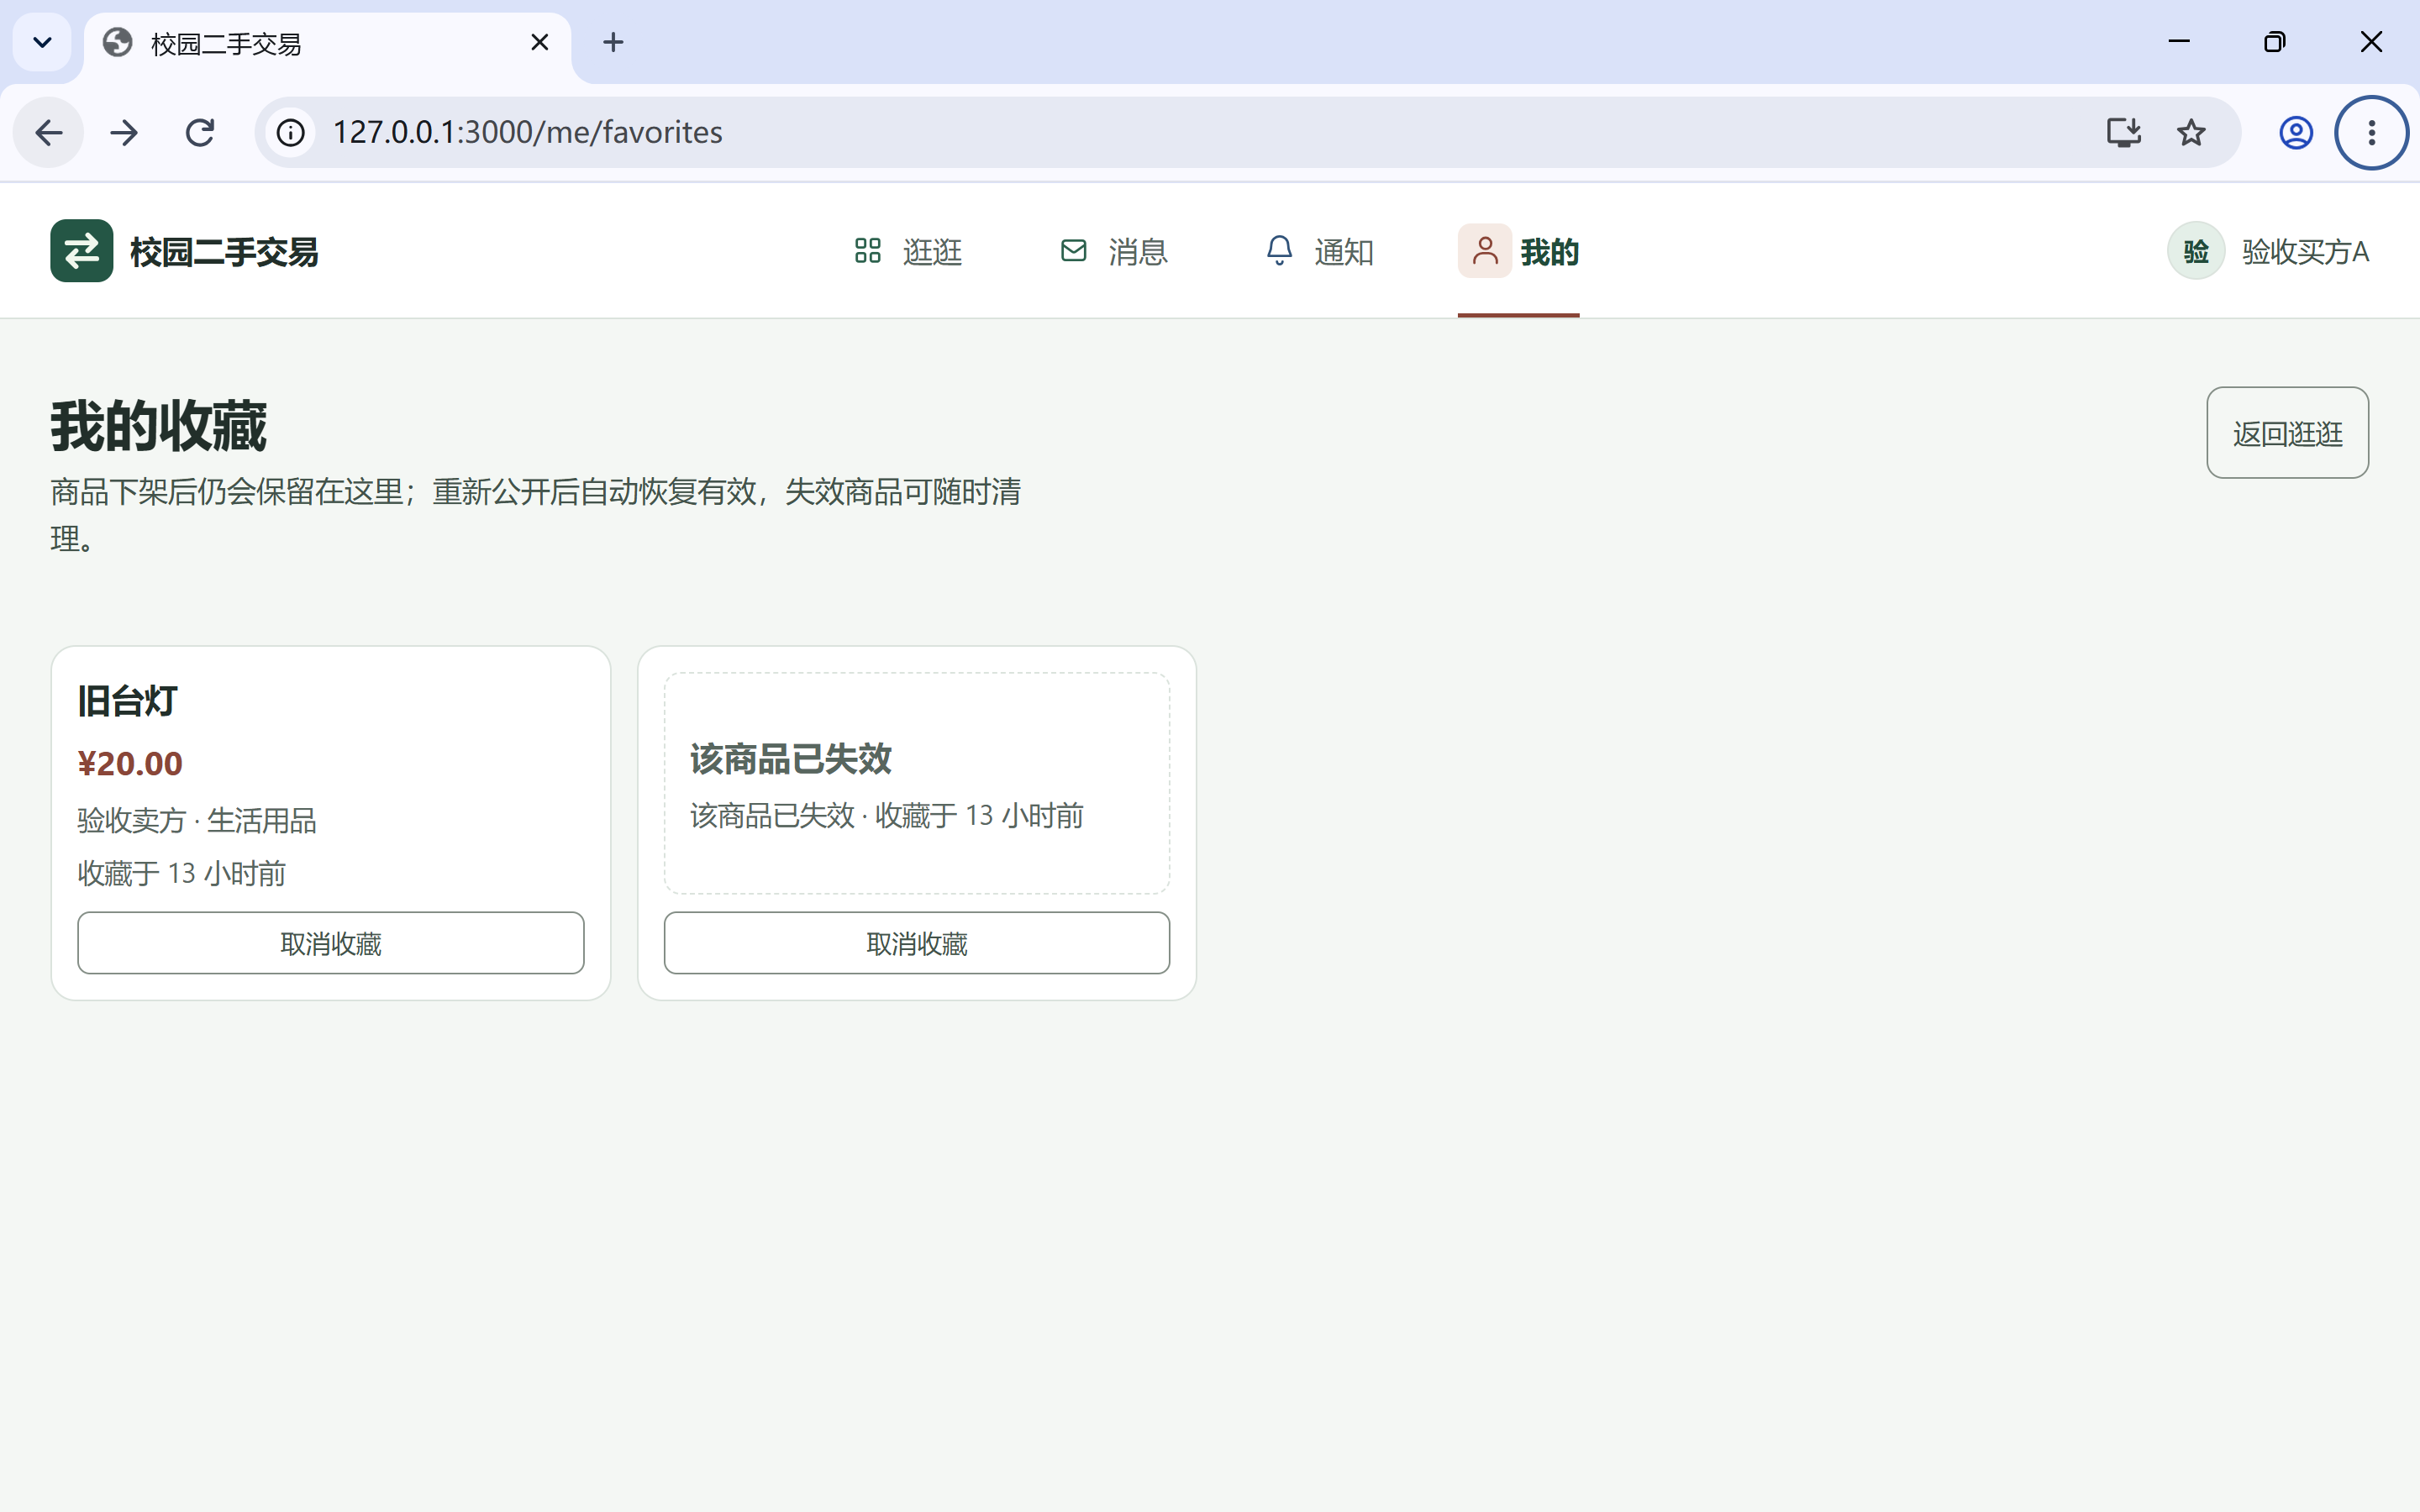 校园二手交易
127.0.0.1:3000/me/favorites
校园二手交易
逛逛
消息
通知
我的
验
验收买方A
我的收藏
返回逛逛
商品下架后仍会保留在这里；重新公开后自动恢复有效，失效商品可随时清
理。
旧台灯
¥20.00
验收卖方 · 生活用品
收藏于 13 小时前
取消收藏
该商品已失效
该商品已失效 · 收藏于 13 小时前
取消收藏